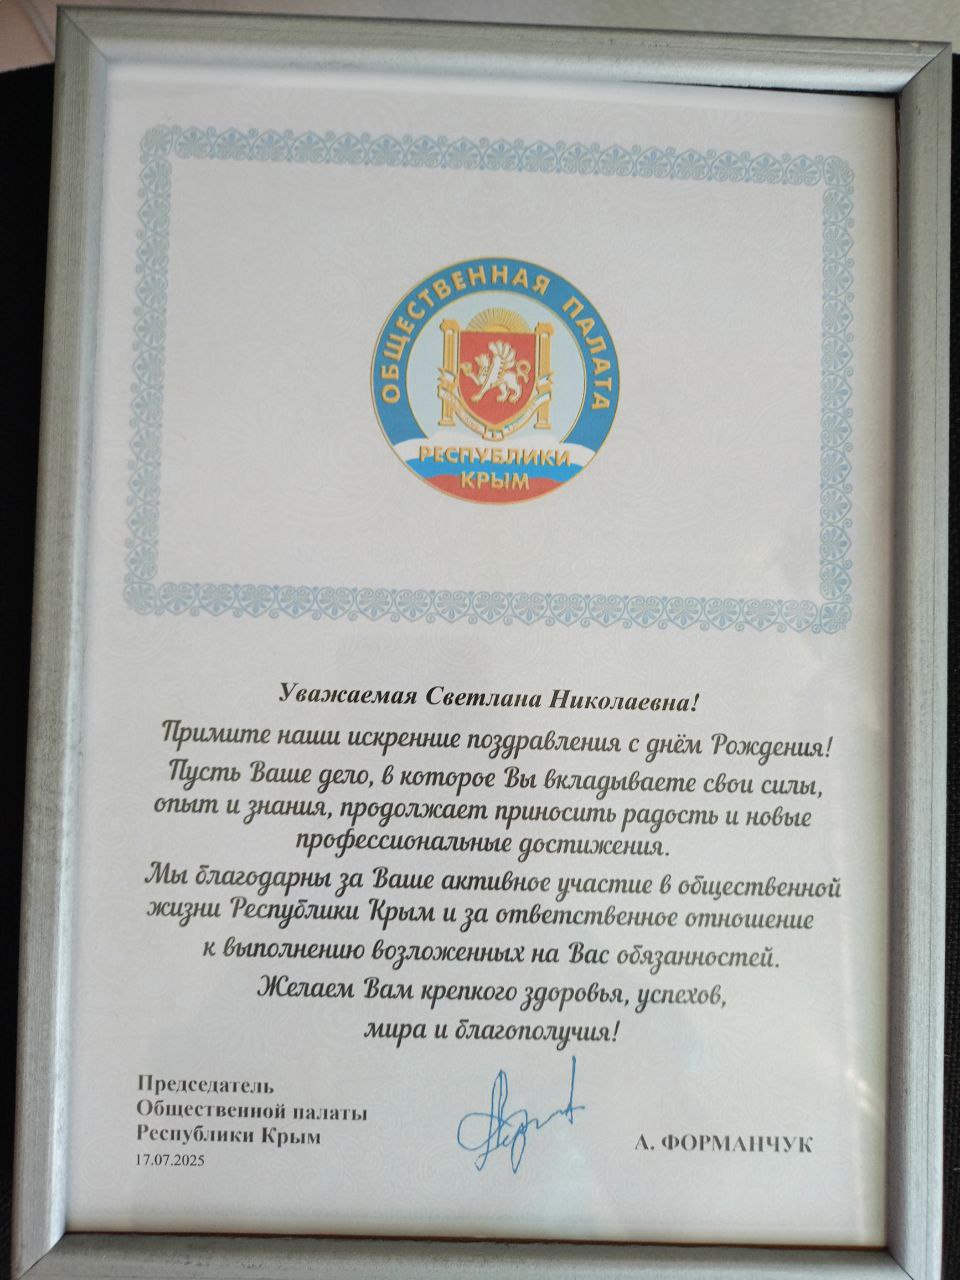 ОБЩЕСТВЕННАЯ ПАЛАТА
РЕСПУБЛИКИ
КРЫМ
Уважаемая Светлана Николаевна!
Примите наши искренние поздравления с днём Рождения!
Пусть Ваше дело, в которое Вы вкладываете свои силы,
опыт и знания, продолжает приносить радость и новые
профессиональные достижения.
Мы благодарны за Ваше активное участие в общественной
жизни Республики Крым и за ответственное отношение
к выполнению возложенных на Вас обязанностей.
Желаем Вам крепкого здоровья, успехов,
мира и благополучия!
Председатель
Общественной палаты
Республики Крым
17.07.2025
А. ФОРМАНЧУК